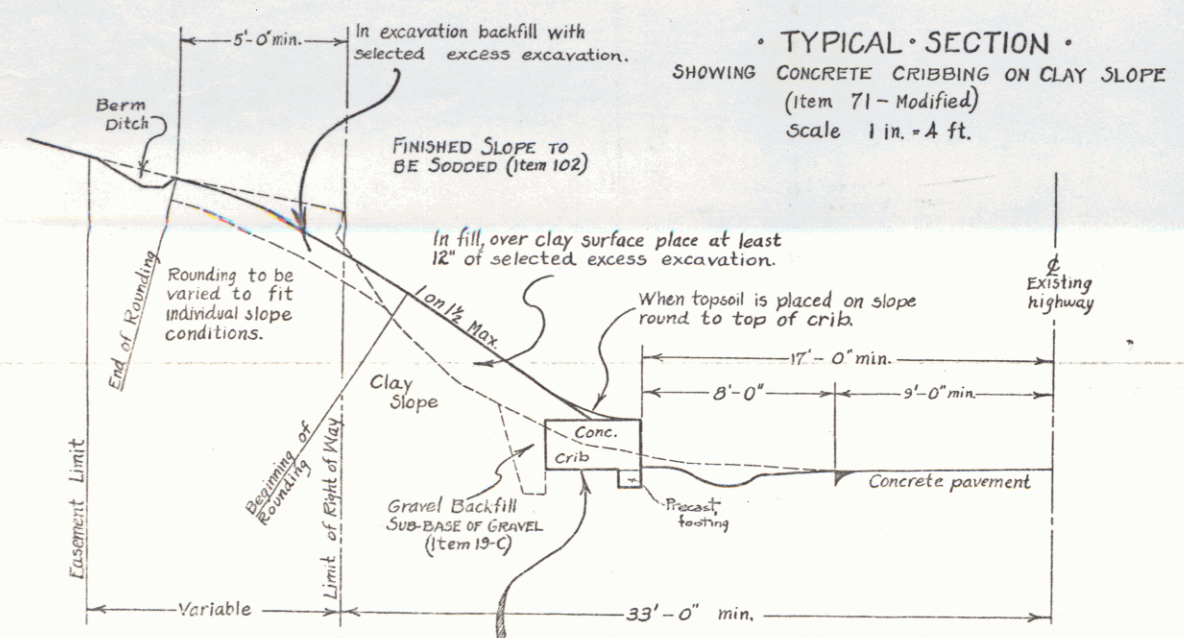 · TYPICAL · SECTION ·
SHOWING CONCRETE CRIBBING ON CLAY SLOPE
(Item 71 - Modified)
Scale 1 in. = 4 ft.
5'-0" min.
In excavation backfill with
selected excess excavation.
Berm
Ditch
FINISHED SLOPE TO
BE SODDED (Item 102)
In fill, over clay surface place at least
12" of selected excess excavation.
Rounding to be
varied to fit
individual slope
conditions.
End of Rounding
1 on 1½ Max.
When topsoil is placed on slope
round to top of crib.
℄
Existing
highway
17'-0" min.
8'-0"
9'-0" min.
Clay
Slope
Beginning of
Rounding
Conc.
Crib
Easement Limit
Limit of Right of Way
Gravel Backfill
SUB-BASE OF GRAVEL
(Item 19-C)
Precast
footing
Concrete pavement
Variable
33'-0" min.